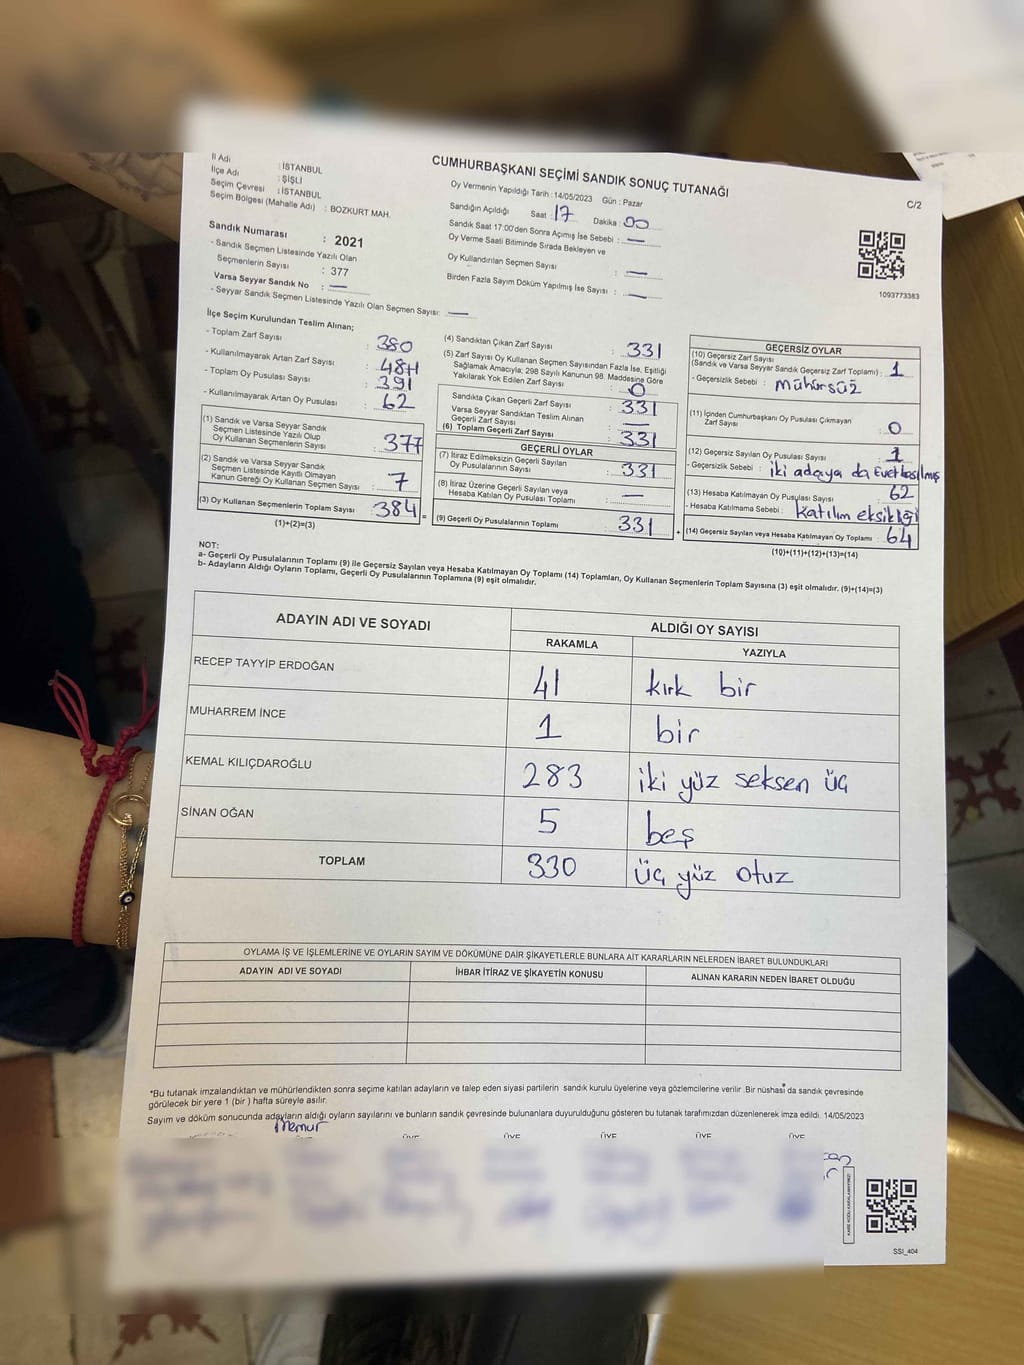 CUMHURBAŞKANI SEÇİMİ SANDIK SONUÇ TUTANAĞI
C/2
İl Adı : İSTANBUL
İlçe Adı : ŞİŞLİ
Seçim Çevresi : İSTANBUL
Seçim Bölgesi (Mahalle Adı) : BOZKURT MAH.
Sandık Numarası : 2021
- Sandık Seçmen Listesinde Yazılı Olan
Seçmenlerin Sayısı : 377
Varsa Seyyar Sandık No : —
- Seyyar Sandık Seçmen Listesinde Yazılı Olan Seçmen Sayısı: —
Oy Vermenin Yapıldığı Tarih : 14/05/2023 Gün : Pazar
Sandığın Açıldığı Saat : 17 Dakika : 00
Sandık Saat 17:00'den Sonra Açımış İse Sebebi : —
Oy Verme Saati Bitiminde Sırada Bekleyen ve
Oy Kullandırılan Seçmen Sayısı : —
Birden Fazla Sayım Döküm Yapılmış İse Sayısı : —
1093773383
İlçe Seçim Kurulundan Teslim Alınan;
- Toplam Zarf Sayısı : 380
- Kullanılmayarak Artan Zarf Sayısı :
- Toplam Oy Pusulası Sayısı : 391
- Kullanılmayarak Artan Oy Pusulası : 62
(1) Sandık ve Varsa Seyyar Sandık
Seçmen Listesinde Yazılı Olup
Oy Kullanan Seçmenlerin Sayısı : 377
(2) Sandık ve Varsa Seyyar Sandık
Seçmen Listesinde Kayıtlı Olmayan
Kanun Gereği Oy Kullanan Seçmen Sayısı : 7
(3) Oy Kullanan Seçmenlerin Toplam Sayısı : 384 =
(1)+(2)=(3)
(4) Sandıktan Çıkan Zarf Sayısı : 331
(5) Zarf Sayısı Oy Kullanan Seçmen Sayısından Fazla İse, Eşitliği
Sağlamak Amacıyla; 298 Sayılı Kanunun 98. Maddesine Göre
Yakılarak Yok Edilen Zarf Sayısı : 0
Sandıkta Çıkan Geçerli Zarf Sayısı : 331
Varsa Seyyar Sandıktan Teslim Alınan
Geçerli Zarf Sayısı : —
(6) Toplam Geçerli Zarf Sayısı : 331
GEÇERLİ OYLAR
(7) İtiraz Edilmeksizin Geçerli Sayılan
Oy Pusulalarının Sayısı : 331
(8) İtiraz Üzerine Geçerli Sayılan veya
Hesaba Katılan Oy Pusulası Toplamı : —
(9) Geçerli Oy Pusulalarının Toplamı 331 +
GEÇERSİZ OYLAR
(10) Geçersiz Zarf Sayısı
(Sandık ve Varsa Seyyar Sandık Geçersiz Zarf Toplamı) : 1
- Geçersizlik Sebebi : mühürsüz
(11) İçinden Cumhurbaşkanı Oy Pusulası Çıkmayan
Zarf Sayısı : 0
(12) Geçersiz Sayılan Oy Pusulası Sayısı : 1
- Geçersizlik Sebebi : iki adaya da Evet basılmış
(13) Hesaba Katılmayan Oy Pusulası Sayısı : 62
- Hesaba Katılmama Sebebi : Katılım eksikliği
(14) Geçersiz Sayılan veya Hesaba Katılmayan Oy Toplamı : 64
(10)+(11)+(12)+(13)=(14)
NOT:
a- Geçerli Oy Pusulalarının Toplamı (9) ile Geçersiz Sayılan veya Hesaba Katılmayan Oy Toplamı (14) Toplamları, Oy Kullanan Seçmenlerin Toplam Sayısına (3) eşit olmalıdır. (9)+(14)=(3)
b- Adayların Aldığı Oyların Toplamı, Geçerli Oy Pusulalarının Toplamına (9) eşit olmalıdır.
ADAYIN ADI VE SOYADI ALDIĞI OY SAYISI
RAKAMLA YAZIYLA
RECEP TAYYİP ERDOĞAN 41 kırk bir
MUHARREM İNCE 1 bir
KEMAL KILIÇDAROĞLU 283 iki yüz seksen üç
SİNAN OĞAN 5 beş
TOPLAM 330 üç yüz otuz
OYLAMA İŞ VE İŞLEMLERİNE VE OYLARIN SAYIM VE DÖKÜMÜNE DAİR ŞİKAYETLERLE BUNLARA AİT KARARLARIN NELERDEN İBARET BULUNDUKLARI
ADAYIN ADI VE SOYADI İHBAR İTİRAZ VE ŞİKAYETİN KONUSU ALINAN KARARIN NEDEN İBARET OLDUĞU
*Bu tutanak imzalandıktan ve mühürlendikten sonra seçime katılan adayların ve talep eden siyasi partilerin sandık kurulu üyelerine veya gözlemcilerine verilir .Bir nüshası da sandık çevresinde
görülecek bir yere 1 (bir ) hafta süreyle asılır.
Sayım ve döküm sonucunda adayların aldığı oyların sayılarını ve bunların sandık çevresinde bulunanlara duyurulduğunu gösteren bu tutanak tarafımızdan düzenlenerek imza edildi. 14/05/2023
Memur
ÜYE ÜYE ÜYE ÜYE ÜYE
SSI_404